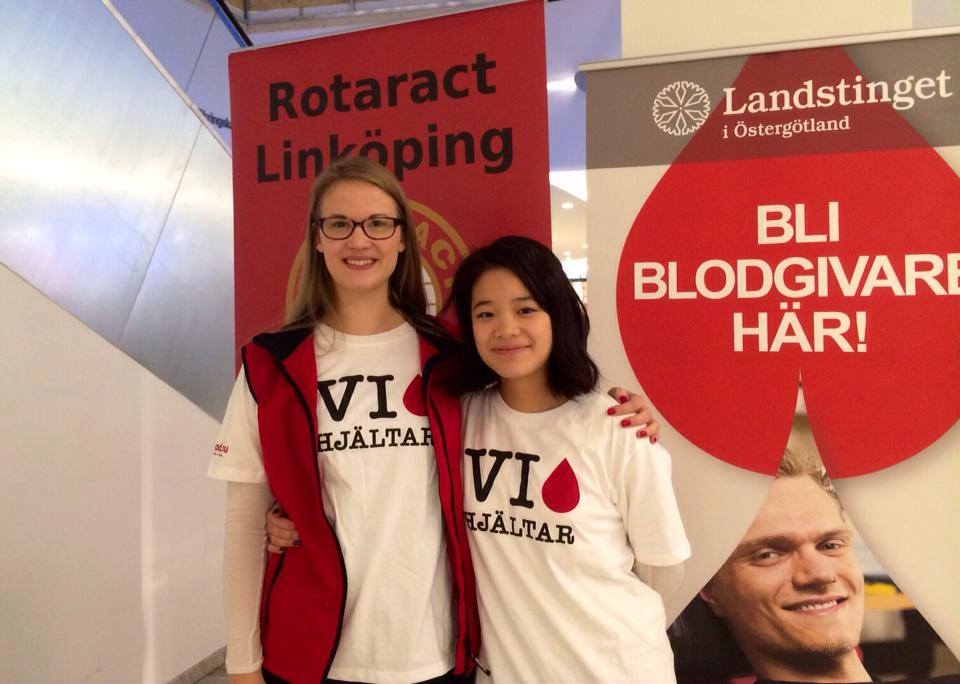 Rotaract
Linköping
Landstinget
i Östergötland
BLI
BLODGIVARE
HÄR!
VI
HJÄLTAR
VI
HJÄLTAR